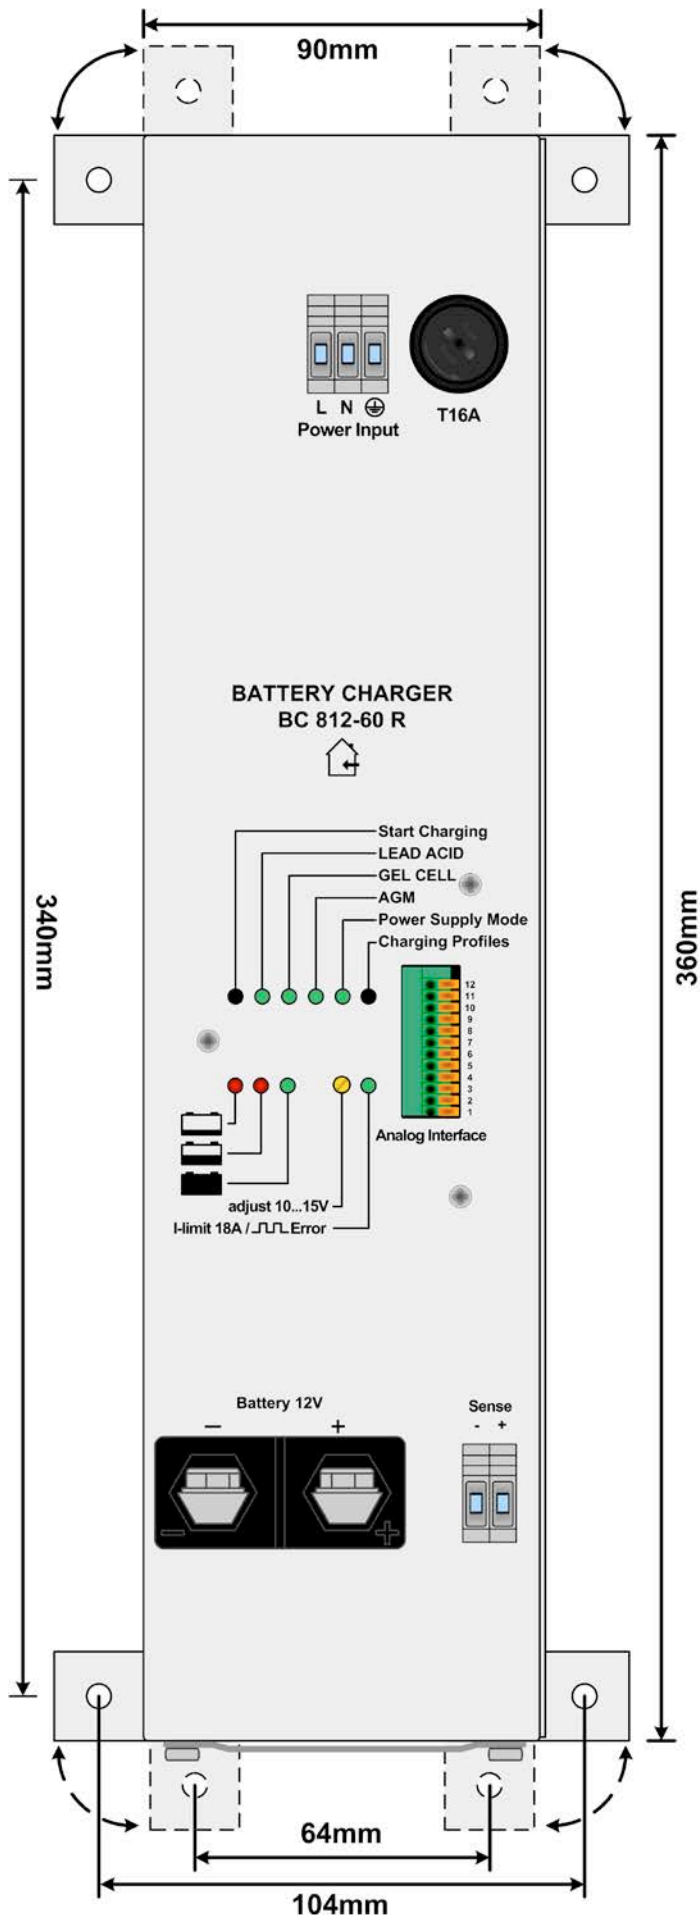 90mm
L N
Power Input
T16A
BATTERY CHARGER
BC 812-60 R
340mm
360mm
Start Charging
LEAD ACID
GEL CELL
AGM
Power Supply Mode
Charging Profiles
12
11
10
9
8
7
6
5
4
3
2
1
Analog Interface
adjust 10...15V
I-limit 18A / Error
Battery 12V
− +
Sense
- +
− +
64mm
104mm